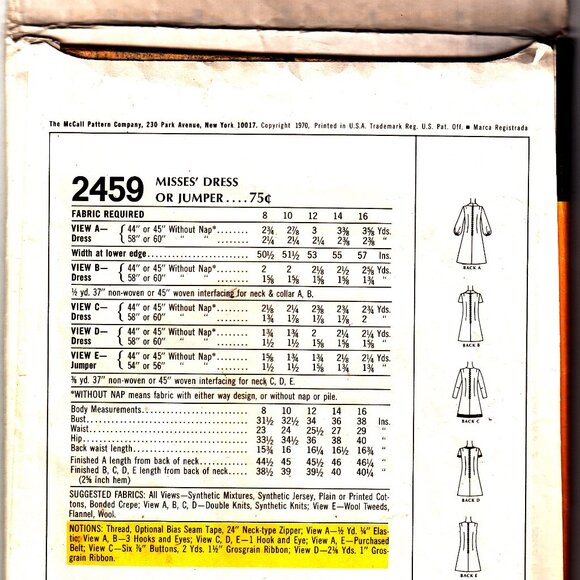 The McCall Pattern Company, 230 Park Avenue, New York 10017. Copyright 1970, Printed in U.S.A. Trademark Reg. U.S. Pat. Off. ■ Marca Registrada
2459 MISSES' DRESS
OR JUMPER....75¢
FABRIC REQUIRED 8 10 12 14 16
VIEW A— { 44" or 45" Without Nap*........ 2¾ 2⅞ 3 3⅜ 3⅝ Yds.
Dress { 58" or 60" " " ........ 2¼ 2¼ 2¼ 2⅜ 2⅜ "
Width at lower edge........ 50½ 51½ 53 55 57 Ins.
VIEW B— { 44" or 45" Without Nap*........ 2 2 2⅛ 2½ 2⅝ Yds.
Dress { 58" or 60" " " ........ 1⅝ 1⅝ 1⅝ 1⅝ 1¾ "
½ yd. 37" non-woven or 45" woven interfacing for neck & collar A, B.
VIEW C— { 44" or 45" Without Nap*........ 2⅛ 2⅜ 2⅜ 2¾ 2¾ Yds.
Dress { 58" or 60" " " ........ 1¾ 1⅞ 1⅞ 1⅞ 2 "
VIEW D— { 44" or 45" Without Nap*........ 1¾ 1¾ 2 2¼ 2¼ Yds.
Dress { 58" or 60" " " ........ 1½ 1½ 1⅝ 1⅝ 1⅝ "
VIEW E— { 44" or 45" Without Nap*........ 1⅝ 1¾ 1¾ 2⅛ 2¼ Yds.
Jumper { 54" or 56" " " ........ 1½ 1½ 1⅝ 1¾ 1¾ "
⅜ yd. 37" non-woven or 45" woven interfacing for neck C, D, E.
*WITHOUT NAP means fabric with either way design, or without nap or pile.
Body Measurements........ 8 10 12 14 16
Bust........ 31½ 32½ 34 36 38 Ins.
Waist........ 23 24 25½ 27 29 "
Hip........ 33½ 34½ 36 38 40 "
Back waist length........ 15¾ 16 16¼ 16½ 16¾ "
Finished A length from back of neck........ 44½ 45 45½ 46 46¼ "
Finished B, C, D, E length from back of neck........ 38½ 39 39½ 40 40¼ "
(2⅝ inch hem)
SUGGESTED FABRICS: All Views—Synthetic Mixtures, Synthetic Jersey, Plain or Printed Cot-
tons, Bonded Crepe; View A, B, C, D—Double Knits, Synthetic Knits; View E—Wool Tweeds,
Flannel, Wool.
NOTIONS: Thread, Optional Bias Seam Tape, 24" Neck-type Zipper; View A—½ Yd. ¼" Elas-
tic; View A, B—3 Hooks and Eyes; View C, D, E—1 Hook and Eye; View A, E—Purchased
Belt; View C—Six ⅞" Buttons, 2 Yds. 1½" Grosgrain Ribbon; View D—2⅛ Yds. 1" Gros-
grain Ribbon.
BACK A
BACK B
BACK C
BACK D
BACK E